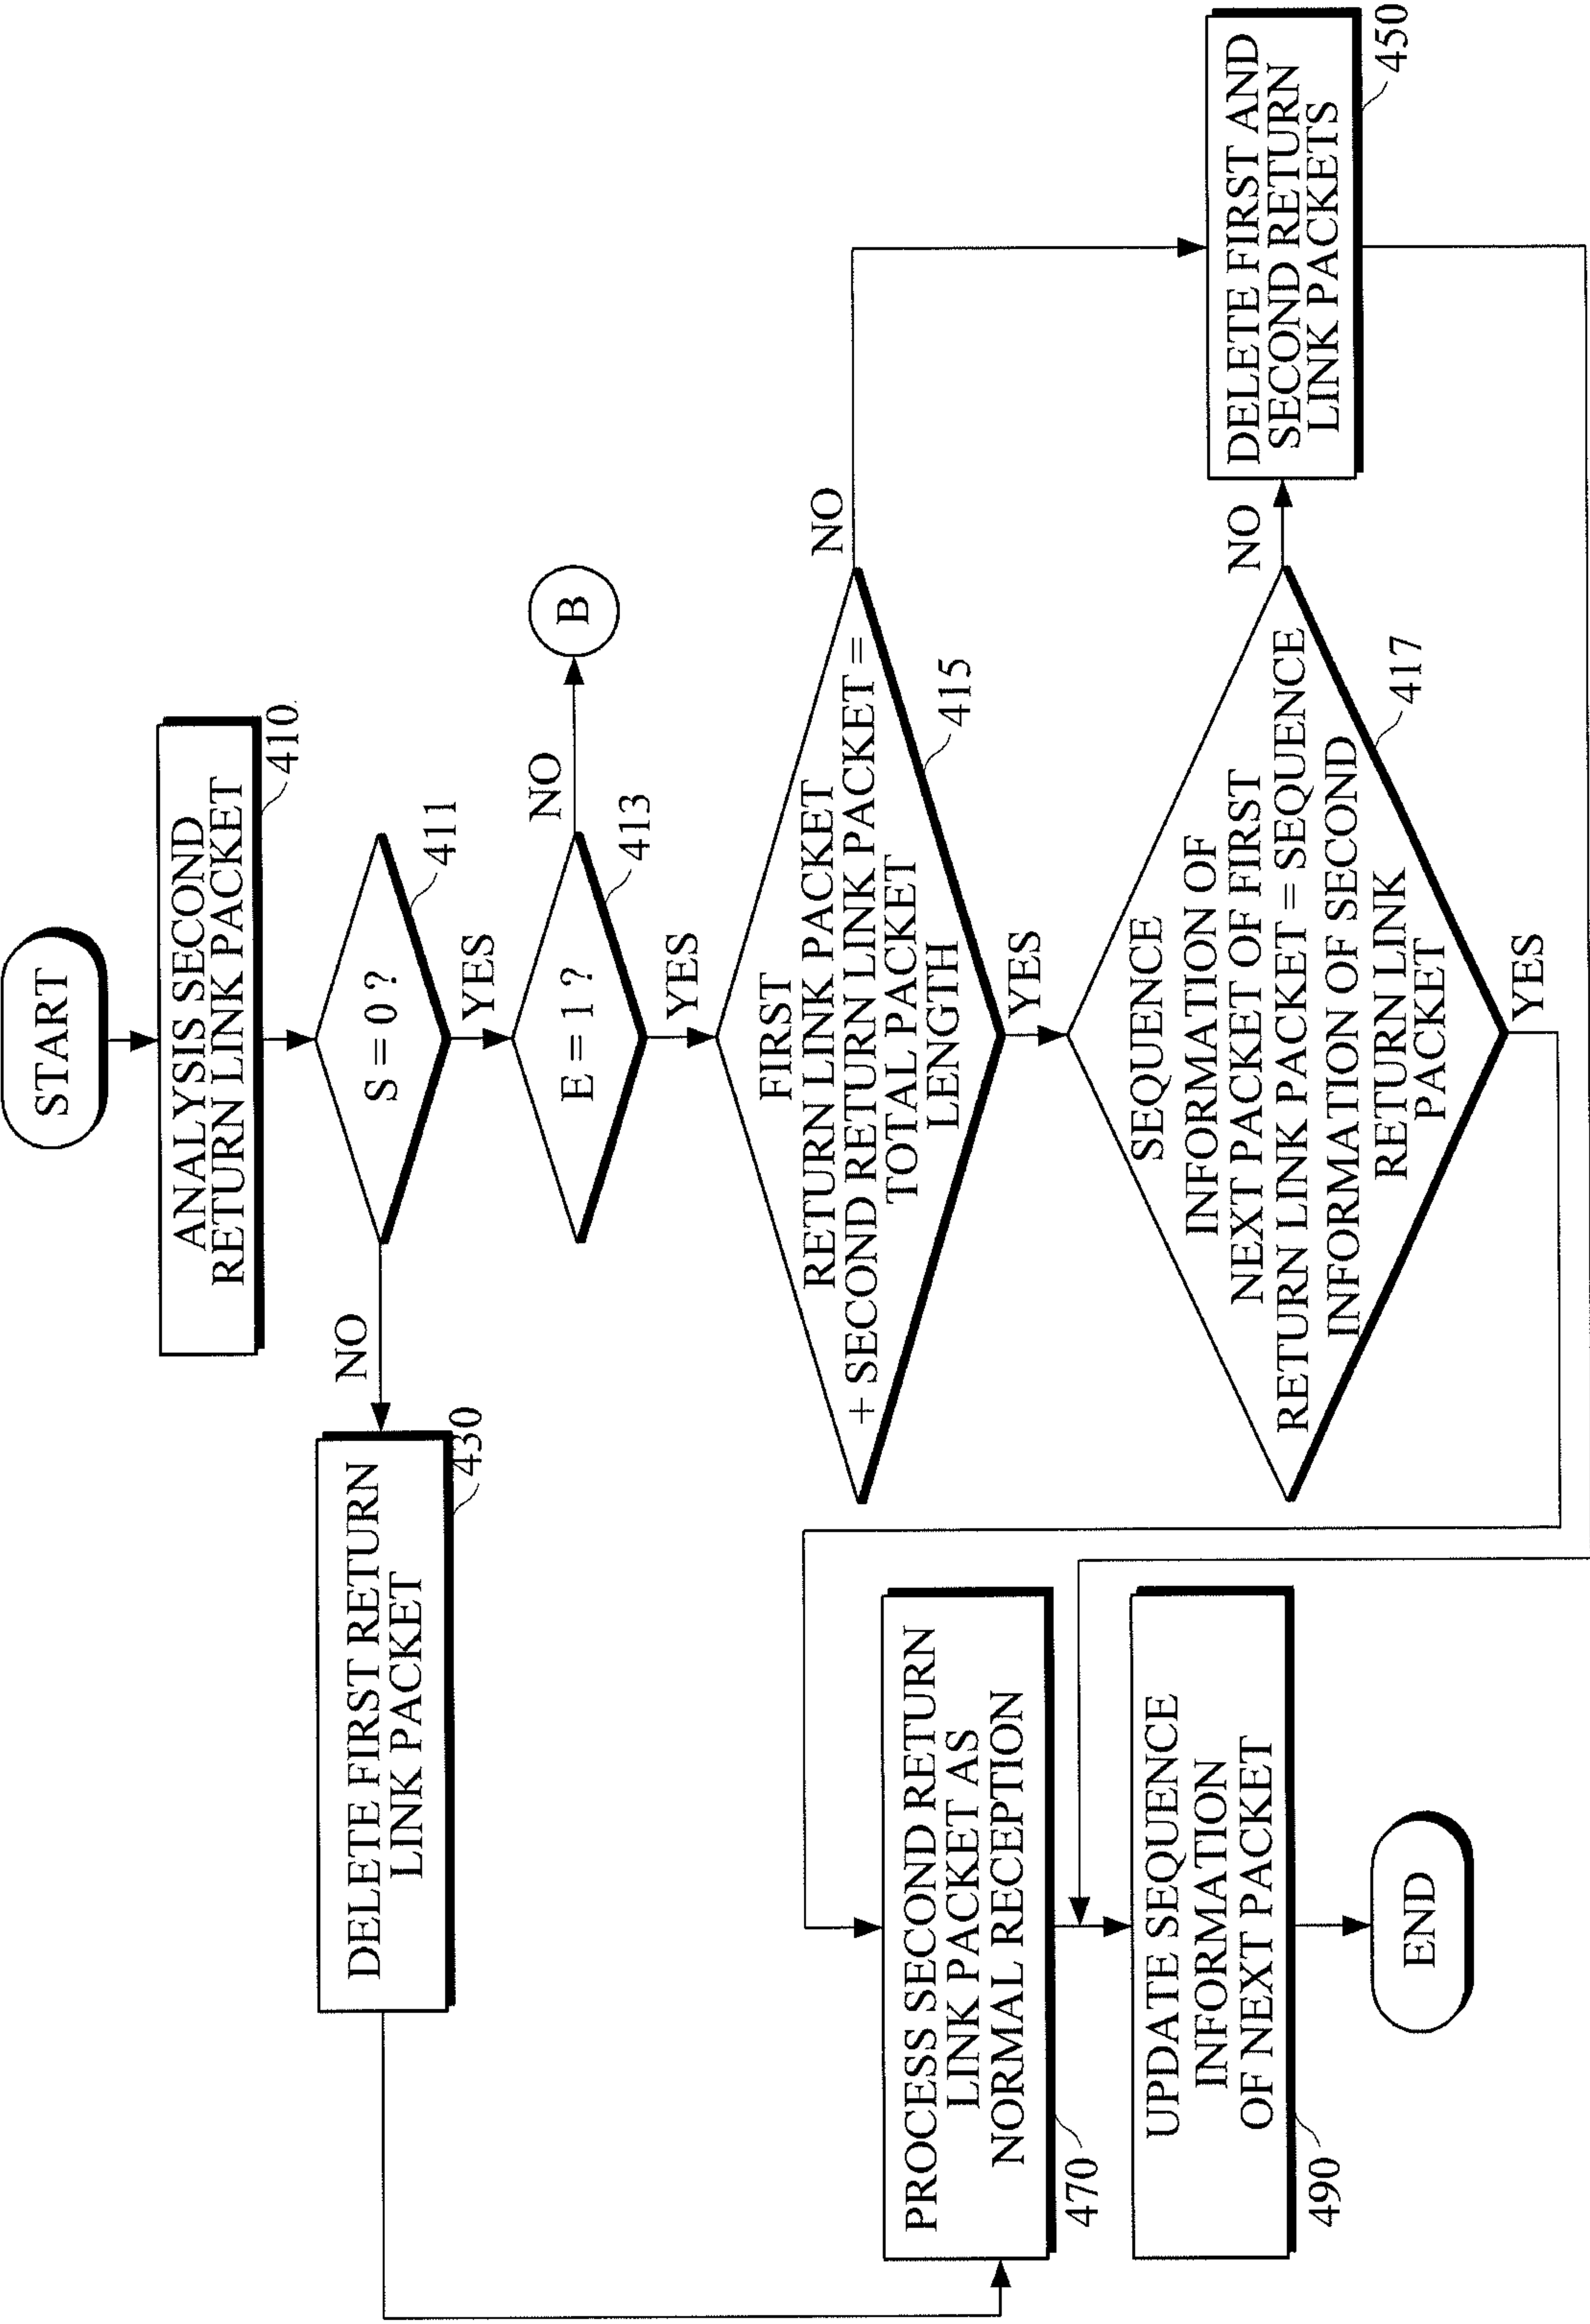 START
ANALYSIS SECOND
RETURN LINK PACKET
410
S = 0 ?
411
NO
YES
DELETE FIRST RETURN
LINK PACKET
430
E = 1 ?
413
NO
B
YES
FIRST
RETURN LINK PACKET
+ SECOND RETURN LINK PACKET =
TOTAL PACKET
LENGTH
415
NO
YES
SEQUENCE
INFORMATION OF
NEXT PACKET OF FIRST
RETURN LINK PACKET = SEQUENCE
INFORMATION OF SECOND
RETURN LINK
PACKET
417
NO
YES
DELETE FIRST AND
SECOND RETURN
LINK PACKETS
450
PROCESS SECOND RETURN
LINK PACKET AS
NORMAL RECEPTION
470
UPDATE SEQUENCE
INFORMATION
OF NEXT PACKET
490
END